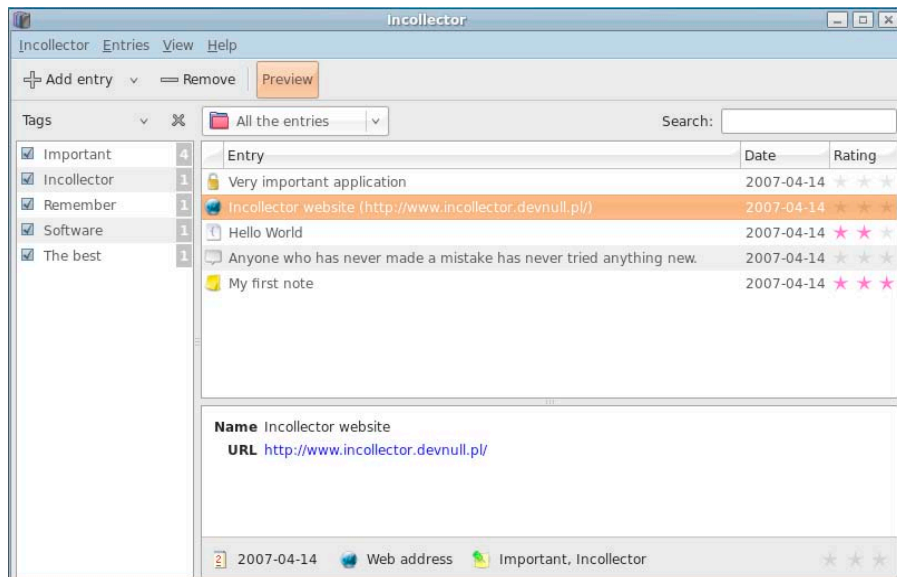 Incollector
Incollector Entries View Help
Add entry Remove Preview
Tags All the entries Search:
Entry Date Rating
Important 4
Incollector 1
Remember 1
Software 1
The best 1
Very important application 2007-04-14
Incollector website (http://www.incollector.devnull.pl/) 2007-04-14
Hello World 2007-04-14
Anyone who has never made a mistake has never tried anything new. 2007-04-14
My first note 2007-04-14
Name Incollector website
URL http://www.incollector.devnull.pl/
2 2007-04-14 Web address Important, Incollector